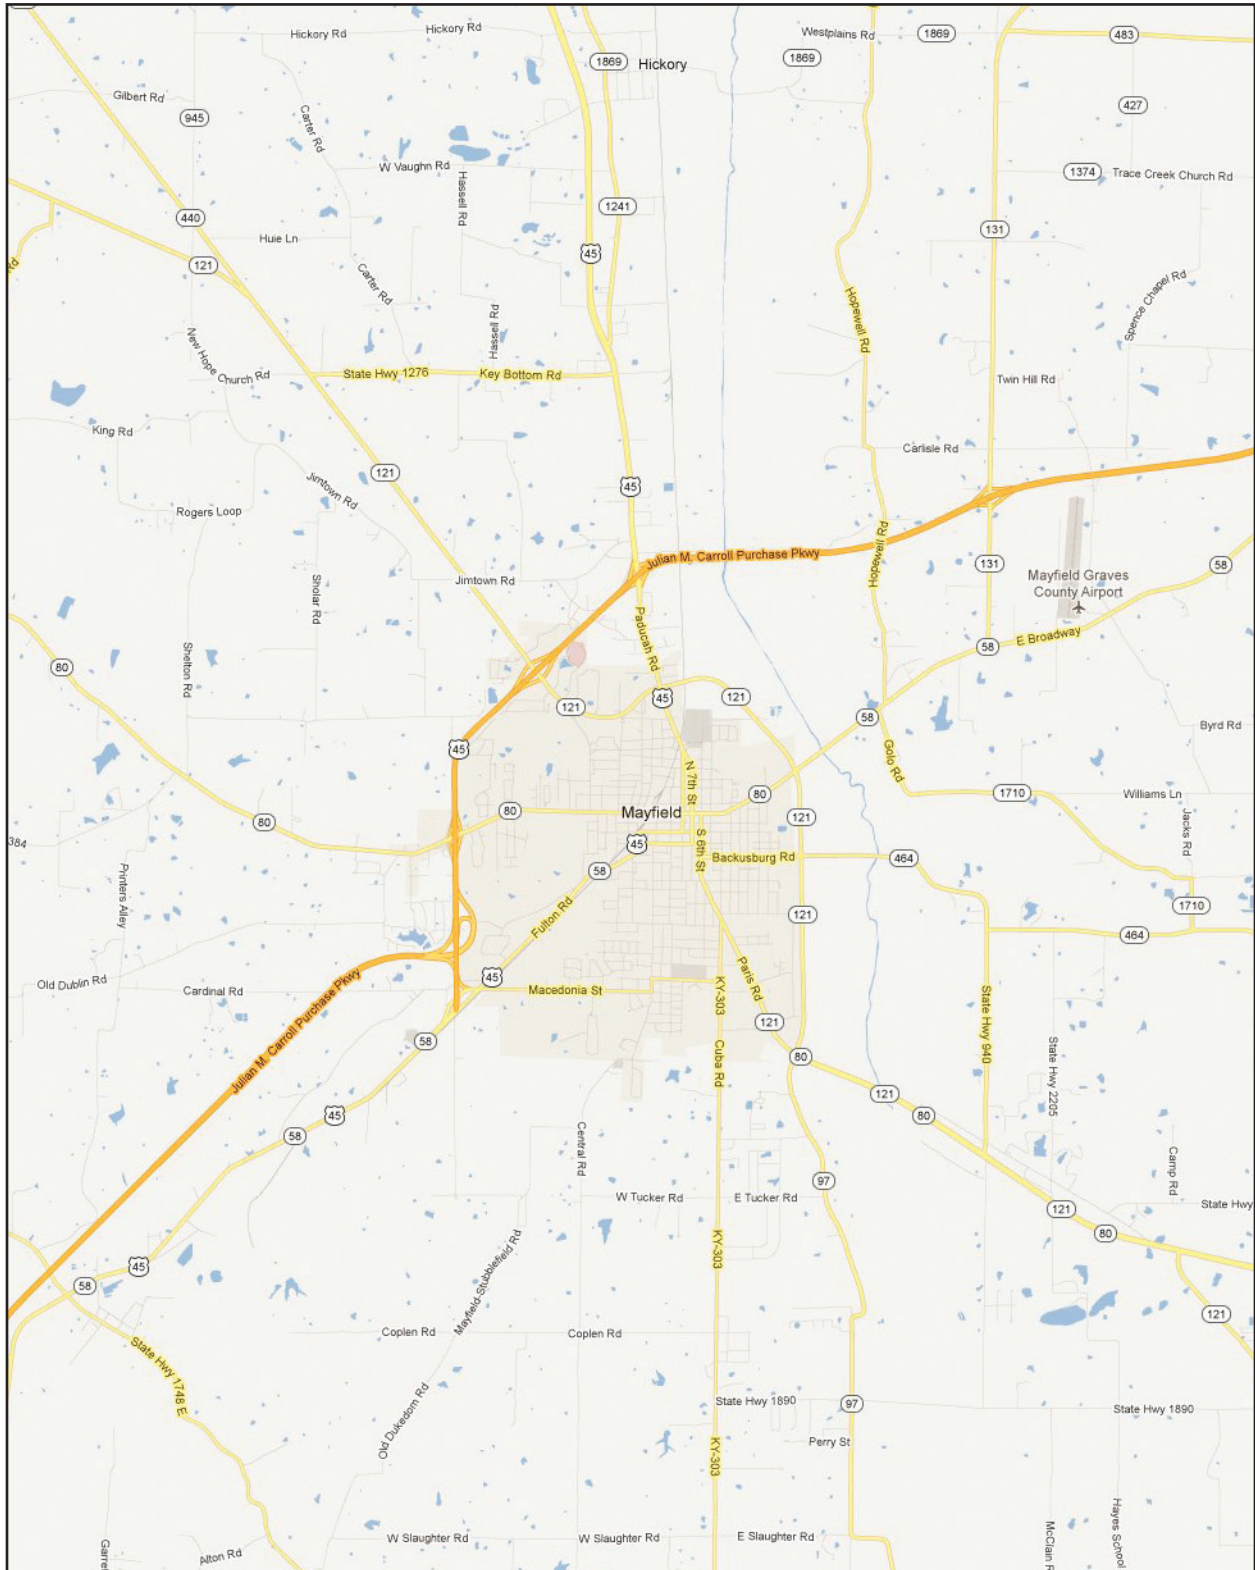 Hickory Rd
Hickory Rd
Westplains Rd
1869
483
1869
Hickory
1869
Gilbert Rd
945
427
Carter Rd
W Vaughn Rd
1374
Trace Creek Church Rd
Hassell Rd
1241
440
131
Huie Ln
45
121
Rd
Carter Rd
Hopewell Rd
Spence Chapel Rd
Hassell Rd
New Hope Church Rd
State Hwy 1276
Key Bottom Rd
Twin Hill Rd
King Rd
Carlisle Rd
121
45
Jimtown Rd
Rogers Loop
Hopewell Rd
Julian M. Carroll Purchase Pkwy
131
58
Jimtown Rd
Mayfield Graves
County Airport
Sholar Rd
Paducah Rd
E Broadway
58
80
Shelton Rd
45
121
121
58
Byrd Rd
45
Golo Rd
N 7th St
1710
Williams Ln
80
80
Mayfield
121
80
Jacks Rd
384
45
S 6th St
Backusburg Rd
464
58
Printers Alley
1710
121
Fulton Rd
464
45
Paris Rd
Old Dublin Rd
Cardinal Rd
Macedonia St
KY-303
State Hwy 940
Julian M. Carroll Purchase Pkwy
121
58
80
Cuba Rd
State Hwy 2205
121
80
45
58
Central Rd
Camp Rd
97
W Tucker Rd
E Tucker Rd
121
State Hwy
80
KY-303
45
Mayfield-Stubblefield Rd
58
121
Coplen Rd
Coplen Rd
State Hwy 1748 E
State Hwy 1890
97
State Hwy 1890
Old Dukedom Rd
Perry St
KY-303
W Slaughter Rd
W Slaughter Rd
E Slaughter Rd
Hayes School
McClain R
Garre
Alton Rd